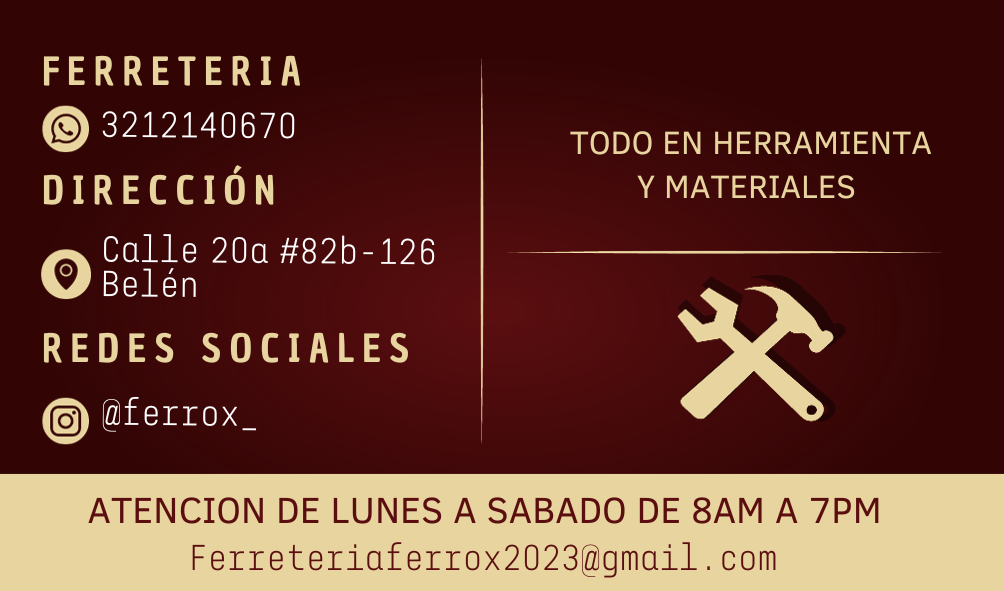 FERRETERIA
3212140670
DIRECCIÓN
Calle 20a #82b-126
Belén
REDES SOCIALES
@ferrox_
TODO EN HERRAMIENTA
Y MATERIALES
ATENCION DE LUNES A SABADO DE 8AM A 7PM
Ferreteriaferrox2023@gmail.com